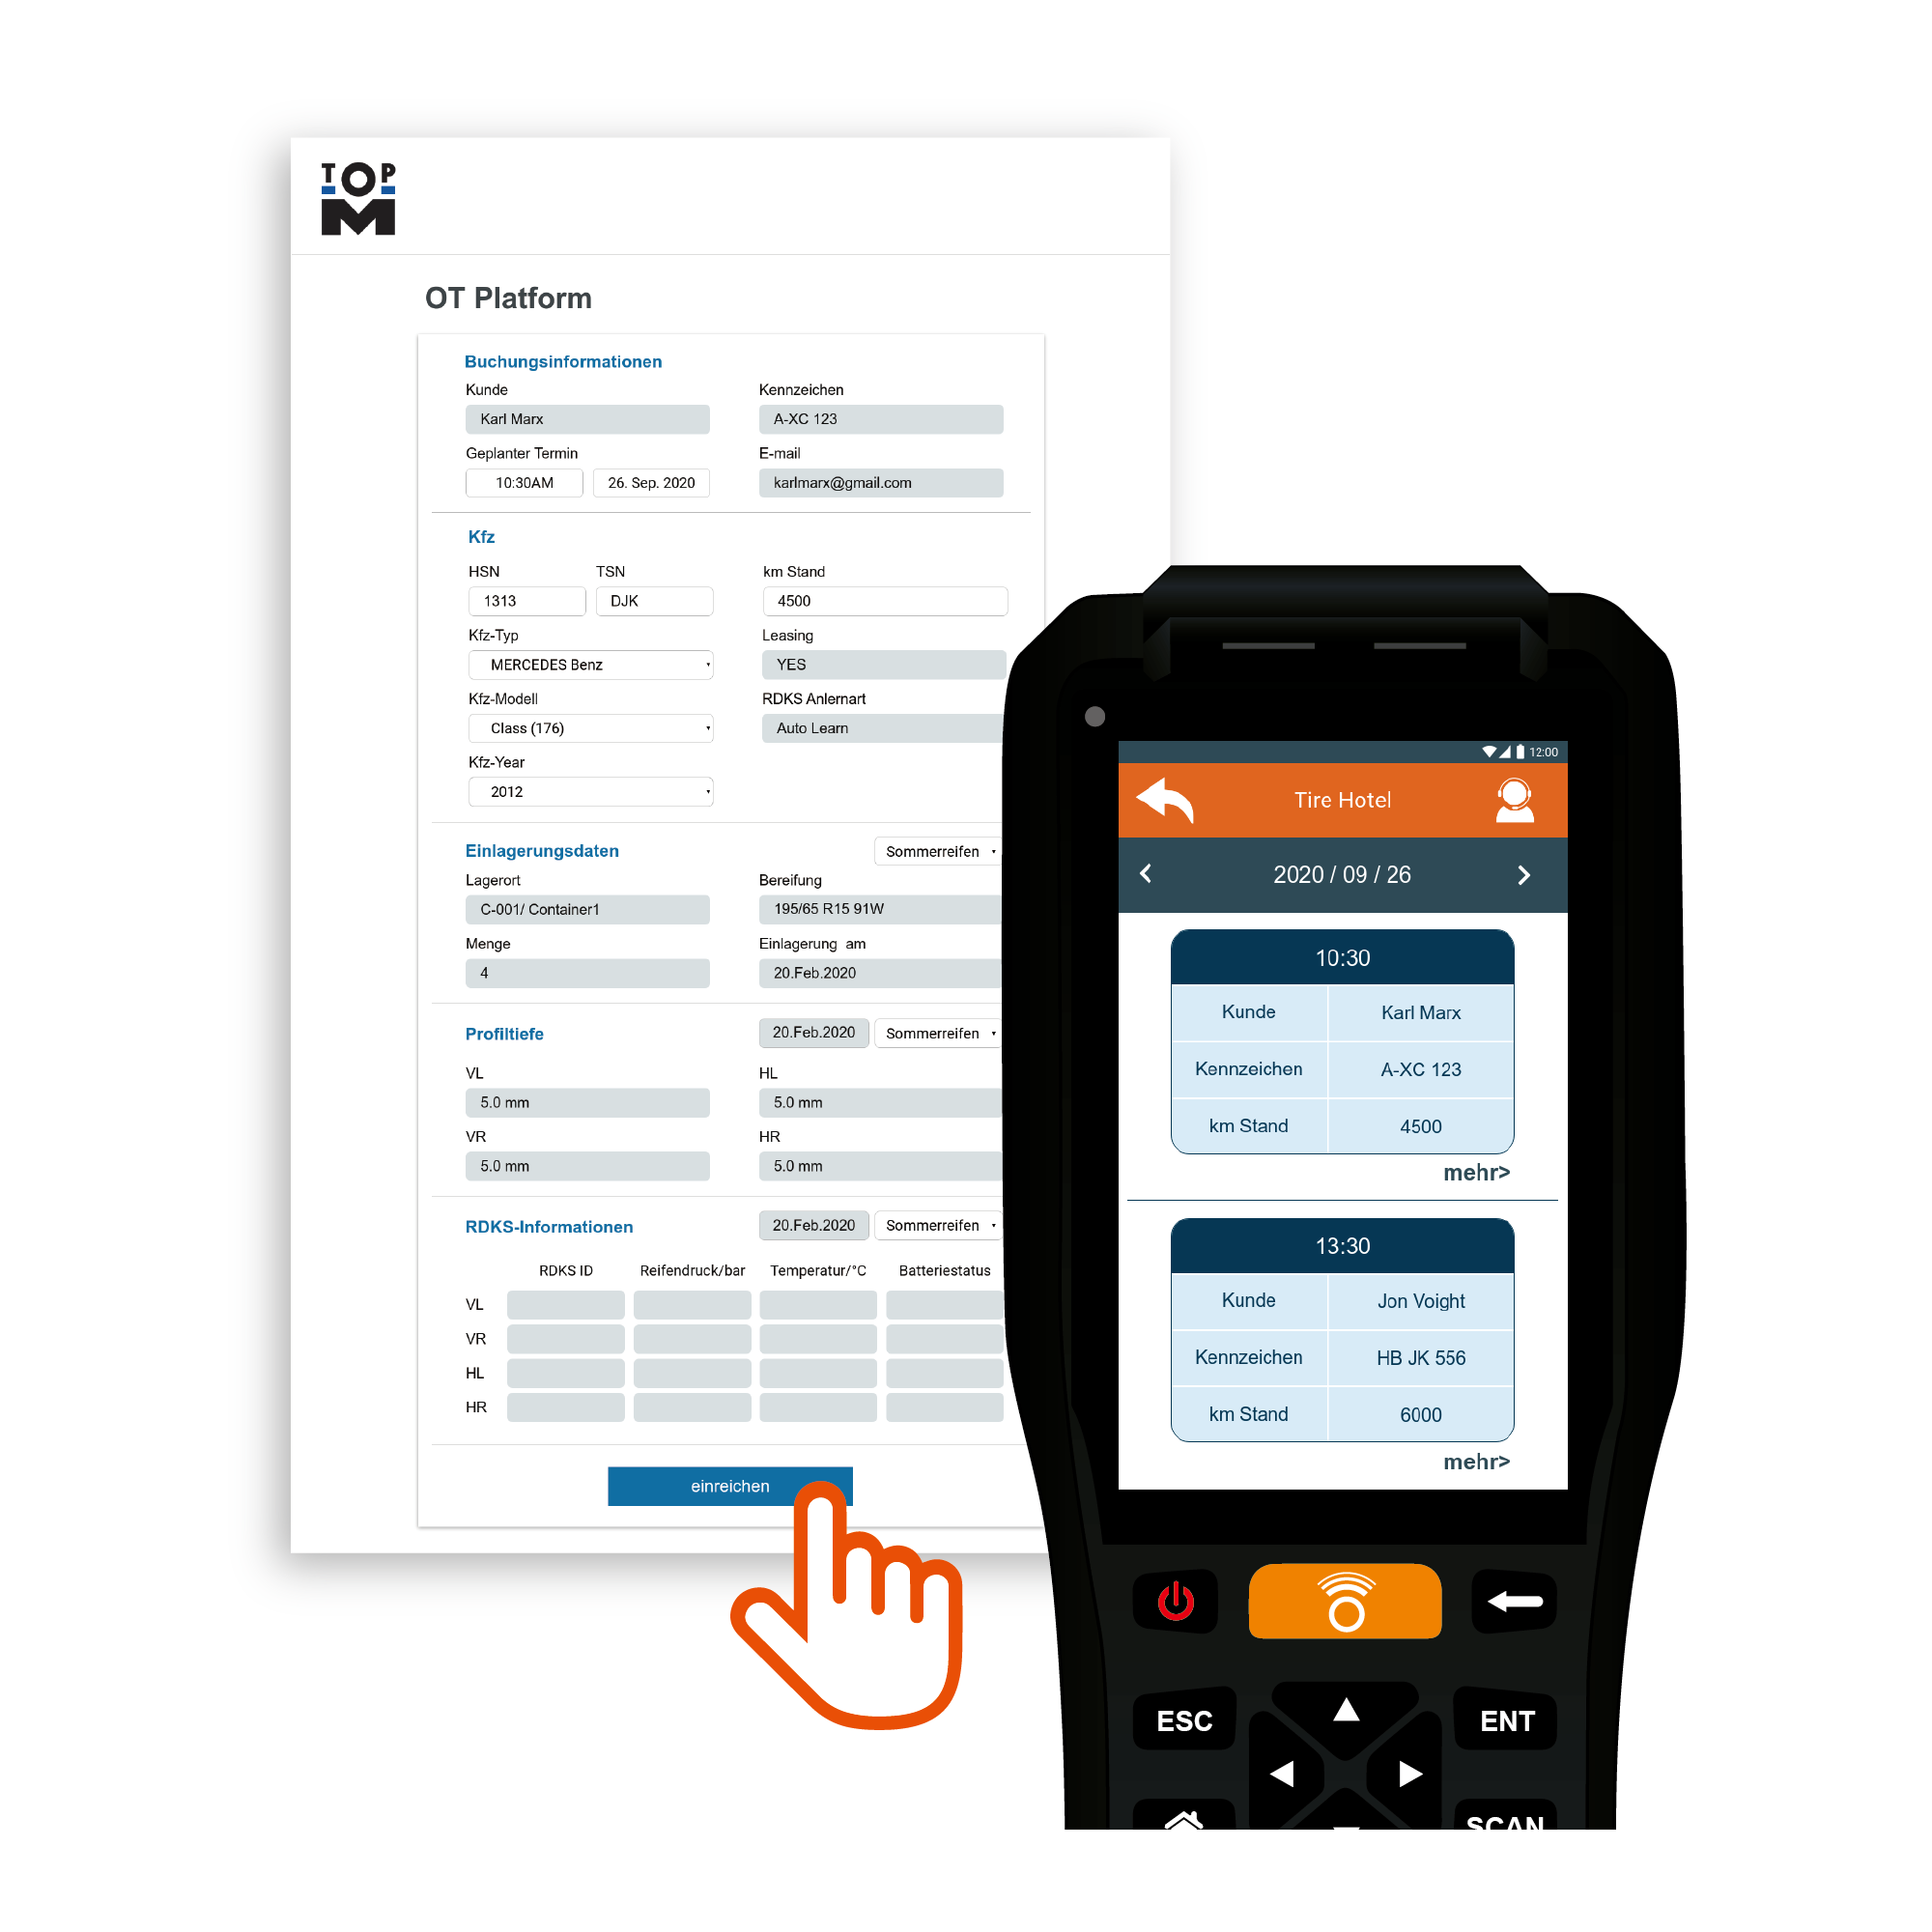 TOP
M
OT Platform
Buchungsinformationen
Kunde Kennzeichen
Karl Marx A-XC 123
Geplanter Termin E-mail
10:30AM 26. Sep. 2020 karlmarx@gmail.com
Kfz
HSN TSN km Stand
1313 DJK 4500
Kfz-Typ Leasing
MERCEDES Benz YES
Kfz-Modell RDKS Anlernart
Class (176) Auto Learn
Kfz-Year
2012
Einlagerungsdaten Sommerreifen
Lagerort Bereifung
C-001/ Container1 195/65 R15 91W
Menge Einlagerung am
4 20.Feb.2020
Profiltiefe 20.Feb.2020 Sommerreifen
VL HL
5.0 mm 5.0 mm
VR HR
5.0 mm 5.0 mm
RDKS-Informationen 20.Feb.2020 Sommerreifen
RDKS ID Reifendruck/bar Temperatur/°C Batteriestatus
VL
VR
HL
HR
einreichen
12:00
Tire Hotel
2020 / 09 / 26
10:30
Kunde Karl Marx
Kennzeichen A-XC 123
km Stand 4500
mehr>
13:30
Kunde Jon Voight
Kennzeichen HB JK 556
km Stand 6000
mehr>
ESC ENT
SCAN